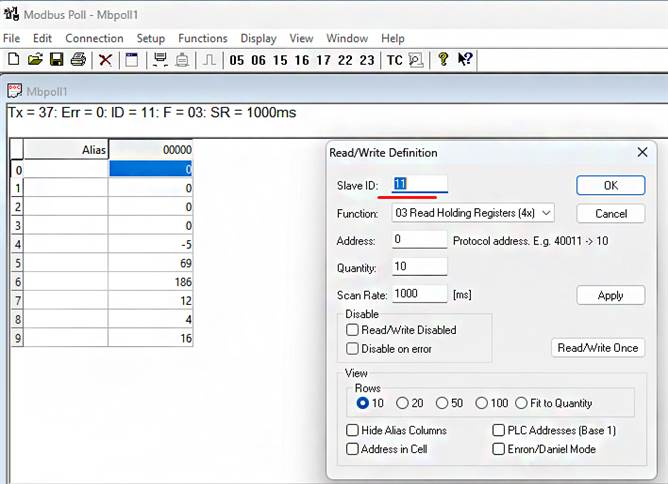 Modbus Poll - Mbpoll1
File Edit Connection Setup Functions Display View Window Help
05 06 15 16 17 22 23 TC
Mbpoll1
Tx = 37: Err = 0: ID = 11: F = 03: SR = 1000ms
Alias 00000
0 0
1 0
2 0
3 0
4 -5
5 69
6 186
7 12
8 4
9 16
Read/Write Definition
Slave ID: 11 OK
Function: 03 Read Holding Registers (4x) Cancel
Address: 0 Protocol address. E.g. 40011 -> 10
Quantity: 10
Scan Rate: 1000 [ms] Apply
Disable
Read/Write Disabled
Disable on error Read/Write Once
View
Rows
10 20 50 100 Fit to Quantity
Hide Alias Columns PLC Addresses (Base 1)
Address in Cell Enron/Daniel Mode